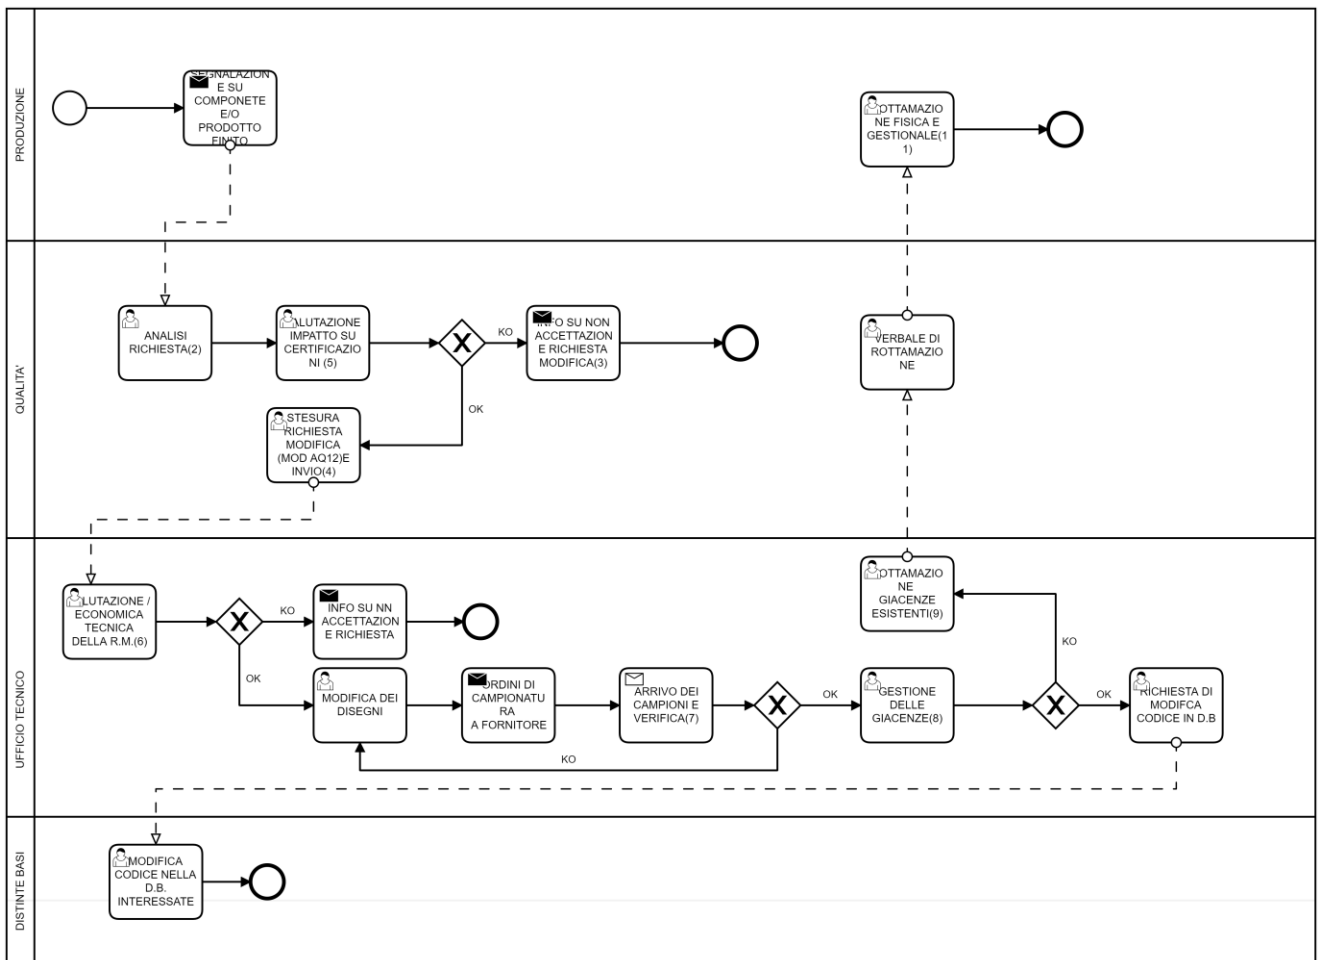 PRODUZIONE
SEGNALAZION
E SU
COMPONETE
E/O
PRODOTTO
FINITO
OTTAMAZIO
NE FISICA E
GESTIONALE(1
1)
QUALITA'
ANALISI
RICHIESTA(2)
ALUTAZIONE
IMPATTO SU
CERTIFICAZIO
NI (5)
KO
INFO SU NON
ACCETTAZION
E RICHIESTA
MODIFICA(3)
OK
STESURA
RICHIESTA
MODIFICA
(MOD AQ12)E
INVIO(4)
VERBALE DI
ROTTAMAZIO
NE
UFFICIO TECNICO
LUTAZIONE /
ECONOMICA
TECNICA
DELLA R.M.(6)
KO
INFO SU NN
ACCETTAZION
E RICHIESTA
OK
MODIFICA DEI
DISEGNI
ORDINI DI
CAMPIONATU
RA
A FORNITORE
ARRIVO DEI
CAMPIONI E
VERIFICA(7)
OK
KO
GESTIONE
DELLE
GIACENZE(8)
OTTAMAZIO
NE
GIACENZE
ESISTENTI(9)
KO
OK
RICHIESTA DI
MODIFCA
CODICE IN D.B
DISTINTE BASI
MODIFICA
CODICE NELLA
D.B.
INTERESSATE